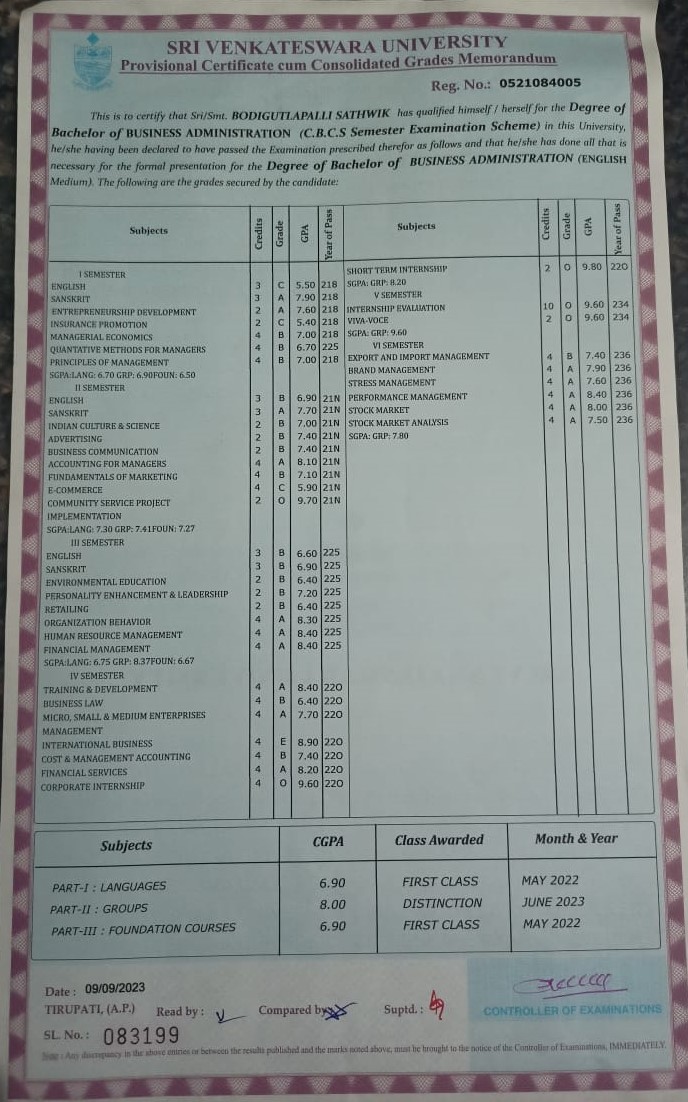 SRI VENKATESWARA UNIVERSITY
Provisional Certificate cum Consolidated Grades Memorandum
Reg. No.: 0521084005
This is to certify that Sri/Smt. BODIGUTLAPALLI SATHWIK has qualified himself / herself for the Degree of
Bachelor of BUSINESS ADMINISTRATION (C.B.C.S Semester Examination Scheme) in this University,
he/she having been declared to have passed the Examination prescribed therefor as follows and that he/she has done all that is
necessary for the formal presentation for the Degree of Bachelor of BUSINESS ADMINISTRATION (ENGLISH
Medium). The following are the grades secured by the candidate:
Subjects Credits Grade GPA Year of Pass
I SEMESTER
ENGLISH 3 C 5.50 218
SANSKRIT 3 A 7.90 218
ENTREPRENEURSHIP DEVELOPMENT 2 A 7.60 218
INSURANCE PROMOTION 2 C 5.40 218
MANAGERIAL ECONOMICS 4 B 7.00 218
QUANTATIVE METHODS FOR MANAGERS 4 B 6.70 225
PRINCIPLES OF MANAGEMENT 4 B 7.00 218
SGPA:LANG: 6.70 GRP: 6.90FOUN: 6.50
II SEMESTER
ENGLISH 3 B 6.90 21N
SANSKRIT 3 A 7.70 21N
INDIAN CULTURE & SCIENCE 2 B 7.00 21N
ADVERTISING 2 B 7.40 21N
BUSINESS COMMUNICATION 2 B 7.40 21N
ACCOUNTING FOR MANAGERS 4 A 8.10 21N
FUNDAMENTALS OF MARKETING 4 B 7.10 21N
E-COMMERCE 4 C 5.90 21N
COMMUNITY SERVICE PROJECT 2 O 9.70 21N
IMPLEMENTATION
SGPA:LANG: 7.30 GRP: 7.41FOUN: 7.27
III SEMESTER
ENGLISH 3 B 6.60 225
SANSKRIT 3 B 6.90 225
ENVIRONMENTAL EDUCATION 2 B 6.40 225
PERSONALITY ENHANCEMENT & LEADERSHIP 2 B 7.20 225
RETAILING 2 B 6.40 225
ORGANIZATION BEHAVIOR 4 A 8.30 225
HUMAN RESOURCE MANAGEMENT 4 A 8.40 225
FINANCIAL MANAGEMENT 4 A 8.40 225
SGPA:LANG: 6.75 GRP: 8.37FOUN: 6.67
IV SEMESTER
TRAINING & DEVELOPMENT 4 A 8.40 220
BUSINESS LAW 4 B 6.40 220
MICRO, SMALL & MEDIUM ENTERPRISES 4 A 7.70 220
MANAGEMENT
INTERNATIONAL BUSINESS 4 E 8.90 220
COST & MANAGEMENT ACCOUNTING 4 B 7.40 220
FINANCIAL SERVICES 4 A 8.20 220
CORPORATE INTERNSHIP 4 O 9.60 220
Subjects Credits Grade GPA Year of Pass
SHORT TERM INTERNSHIP 2 O 9.80 220
SGPA: GRP: 8.20
V SEMESTER
INTERNSHIP EVALUATION 10 O 9.60 234
VIVA-VOCE 2 O 9.60 234
SGPA: GRP: 9.60
VI SEMESTER
EXPORT AND IMPORT MANAGEMENT 4 B 7.40 236
BRAND MANAGEMENT 4 A 7.90 236
STRESS MANAGEMENT 4 A 7.60 236
PERFORMANCE MANAGEMENT 4 A 8.40 236
STOCK MARKET 4 A 8.00 236
STOCK MARKET ANALYSIS 4 A 7.50 236
SGPA: GRP: 7.80
Subjects CGPA Class Awarded Month & Year
PART-I : LANGUAGES 6.90 FIRST CLASS MAY 2022
PART-II : GROUPS 8.00 DISTINCTION JUNE 2023
PART-III : FOUNDATION COURSES 6.90 FIRST CLASS MAY 2022
Date : 09/09/2023
TIRUPATI, (A.P.) Read by : Compared by Suptd. : CONTROLLER OF EXAMINATIONS
SL. No. : 083199
Note : Any discrepancy in the above entries or between the results published and the marks noted above, must be brought to the notice of the Controller of Examinations, IMMEDIATELY.